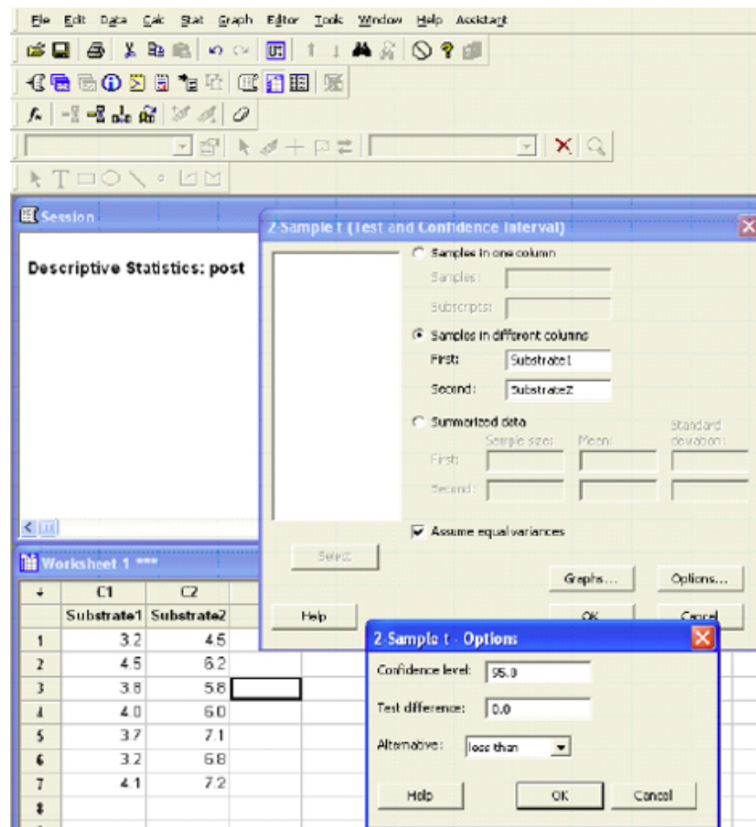 File Edit Data Calc Stat Graph Editor Tools Window Help Assistant
Session
Descriptive Statistics: post
2-Sample t (Test and Confidence Interval)
Samples in one column
Samples:
Subscripts:
Samples in different columns
First: Substrate1
Second: Substrate2
Summarized data
Sample size: Mean: Standard deviation:
First:
Second:
Assume equal variances
Select
Graphs... Options...
Help OK Cancel
Worksheet 1 ***
C1 C2
Substrate1 Substrate2
1 3.2 4.5
2 4.5 6.2
3 3.8 5.8
4 4.0 6.0
5 3.7 7.1
6 3.2 6.8
7 4.1 7.2
8
2-Sample t - Options
Confidence level: 95.0
Test difference: 0.0
Alternative: less than
Help OK Cancel